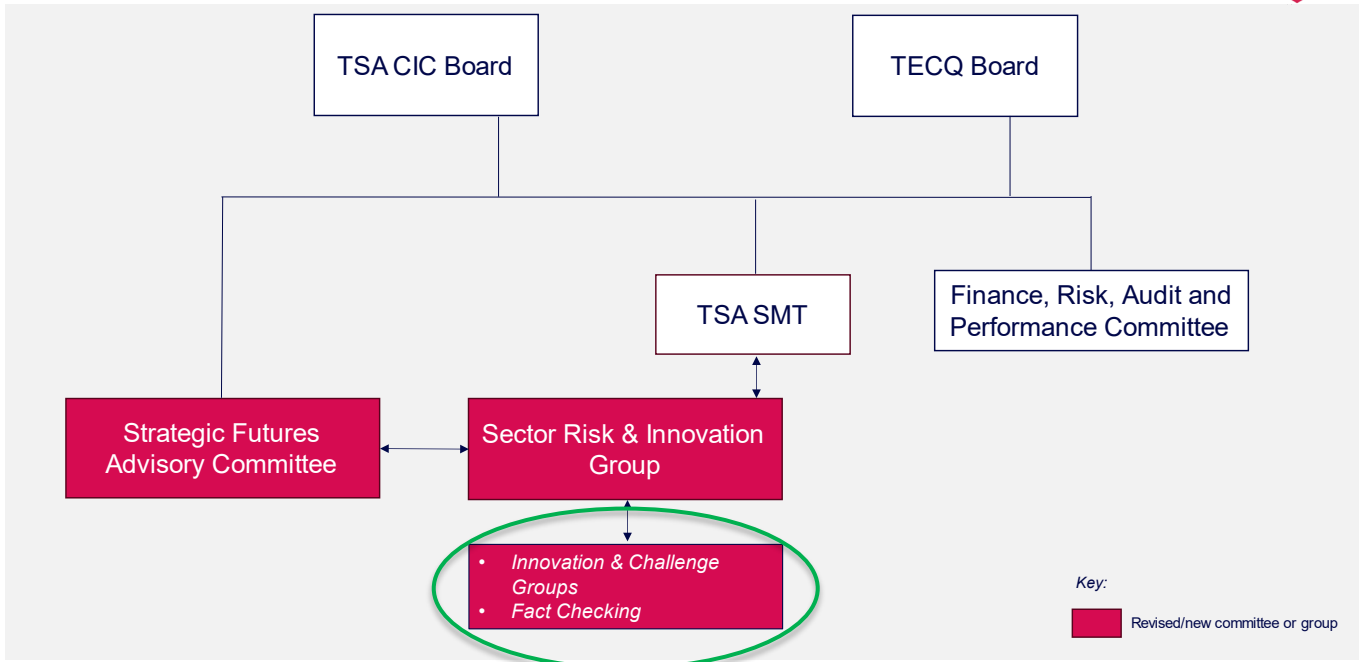 TSA CIC Board
TECQ Board
TSA SMT
Finance, Risk, Audit and
Performance Committee
Strategic Futures
Advisory Committee
Sector Risk & Innovation
Group
• Innovation & Challenge
Groups
• Fact Checking
Key:
Revised/new committee or group